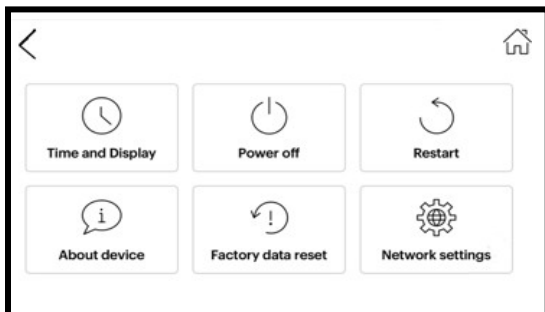 Time and Display
Power off
Restart
i
About device
!
Factory data reset
Network settings